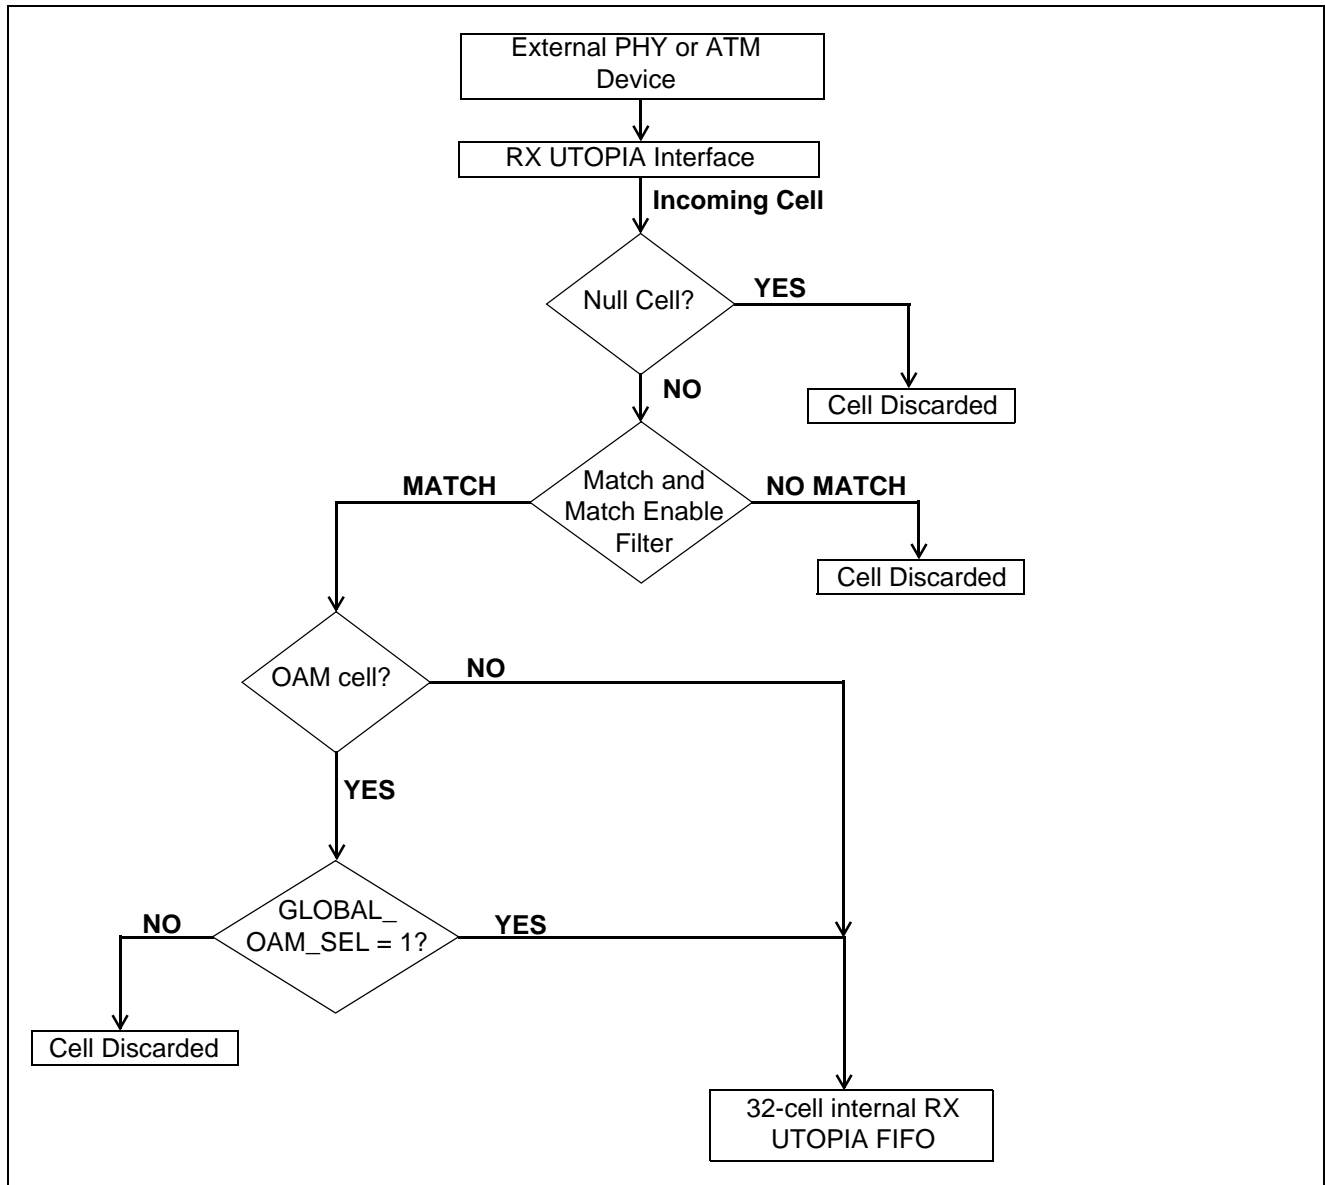 External PHY or ATM
Device
RX UTOPIA Interface
Incoming Cell
Null Cell?
YES
NO
Cell Discarded
MATCH
Match and
Match Enable
Filter
NO MATCH
Cell Discarded
OAM cell?
NO
YES
GLOBAL_
OAM_SEL = 1?
NO
YES
Cell Discarded
32-cell internal RX
UTOPIA FIFO